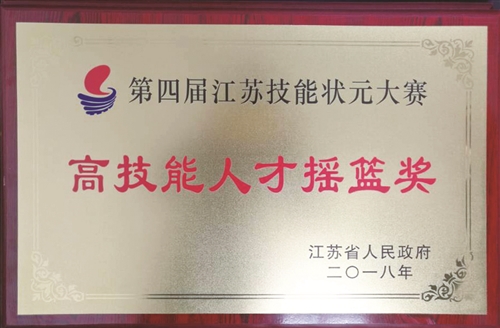 第四届江苏技能状元大赛
高技能人才摇篮奖
江苏省人民政府
二〇一八年